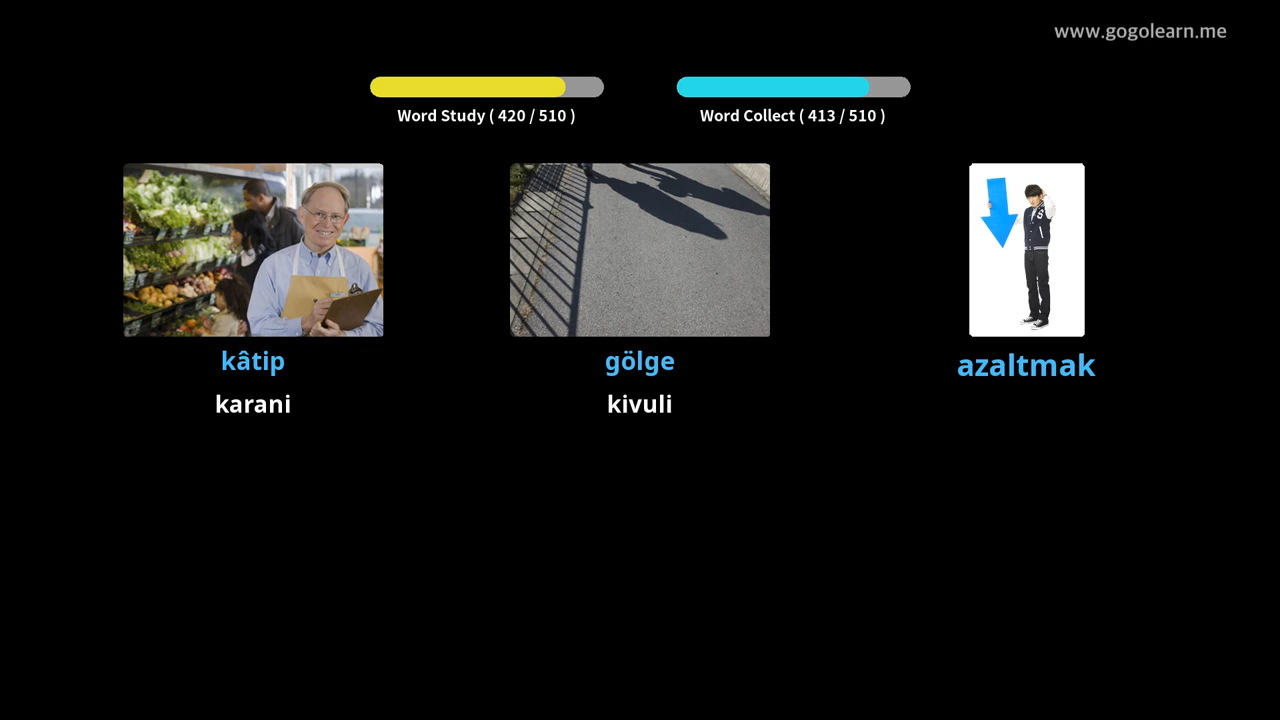 www.gogolearn.me
Word Study ( 420 / 510 )
Word Collect ( 413 / 510 )
kâtip
karani
gölge
kivuli
azaltmak